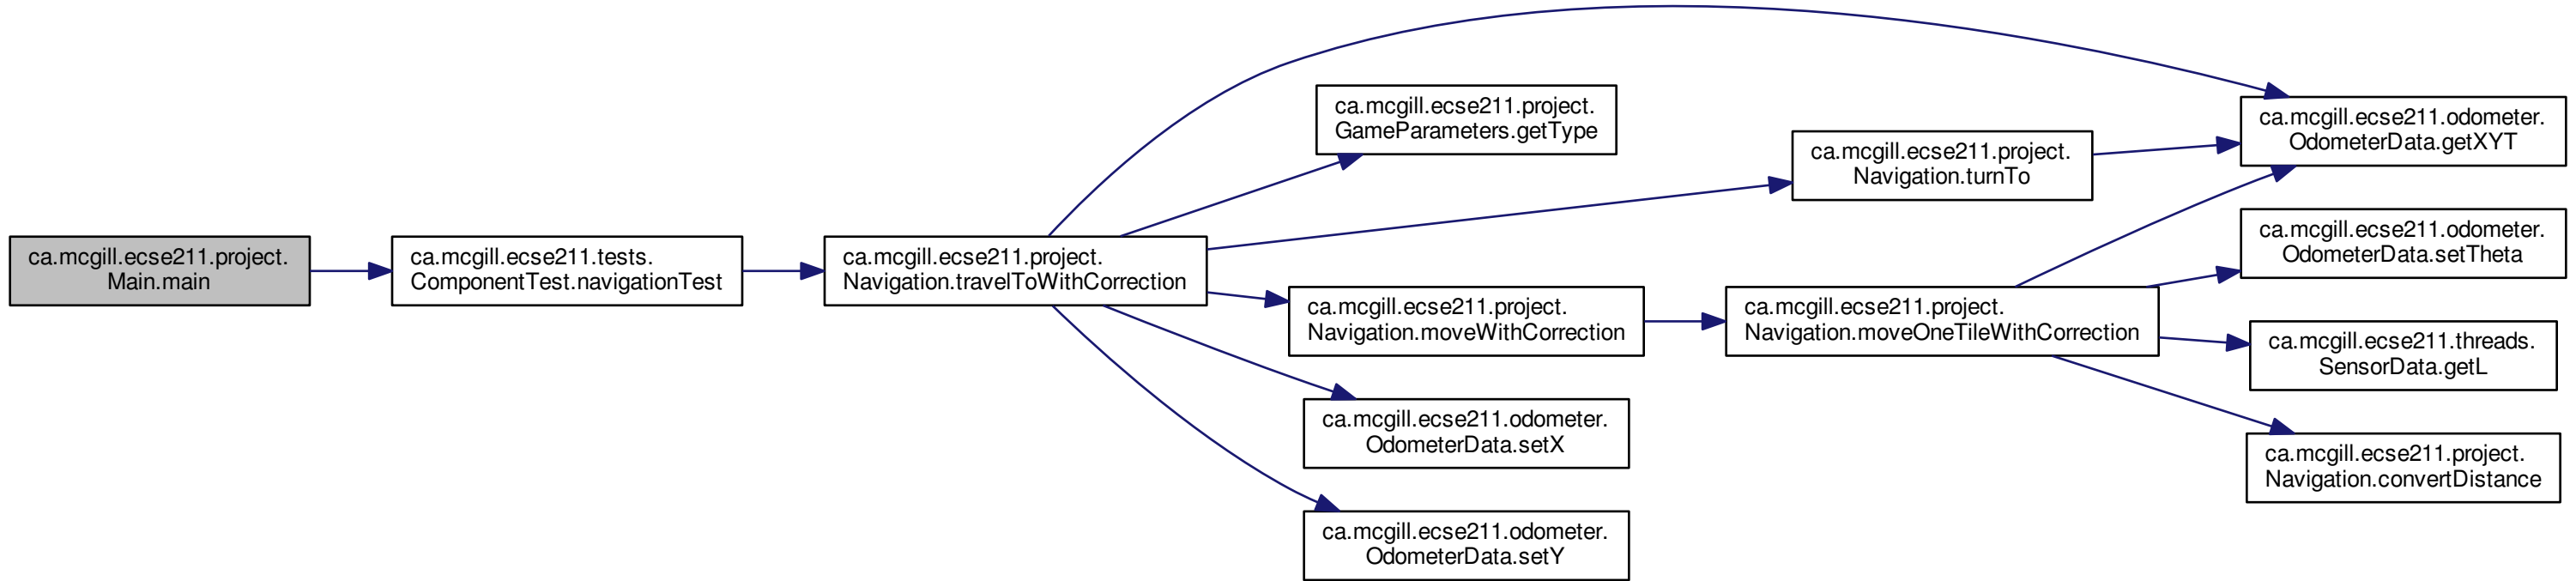 ca.mcgill.ecse211.project.
Main.main
ca.mcgill.ecse211.tests.
ComponentTest.navigationTest
ca.mcgill.ecse211.project.
Navigation.travelToWithCorrection
ca.mcgill.ecse211.project.
GameParameters.getType
ca.mcgill.ecse211.project.
Navigation.turnTo
ca.mcgill.ecse211.project.
Navigation.moveWithCorrection
ca.mcgill.ecse211.odometer.
OdometerData.setX
ca.mcgill.ecse211.odometer.
OdometerData.setY
ca.mcgill.ecse211.project.
Navigation.moveOneTileWithCorrection
ca.mcgill.ecse211.odometer.
OdometerData.getXYT
ca.mcgill.ecse211.odometer.
OdometerData.setTheta
ca.mcgill.ecse211.threads.
SensorData.getL
ca.mcgill.ecse211.project.
Navigation.convertDistance